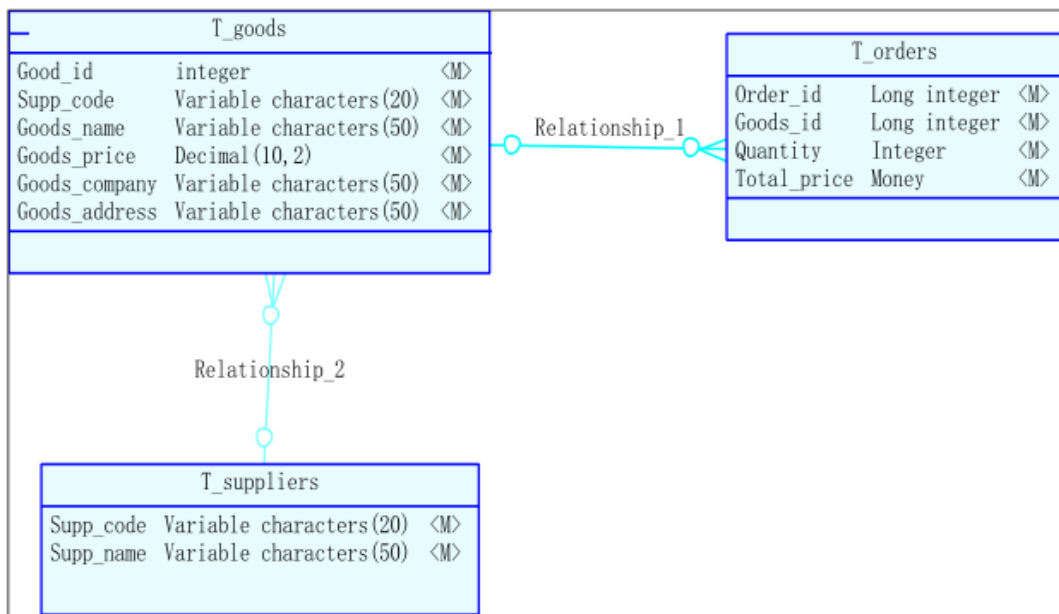 T_goods
Good_id integer <M>
Supp_code Variable characters(20) <M>
Goods_name Variable characters(50) <M>
Goods_price Decimal(10,2) <M>
Goods_company Variable characters(50) <M>
Goods_address Variable characters(50) <M>
Relationship_1
T_orders
Order_id Long integer <M>
Goods_id Long integer <M>
Quantity Integer <M>
Total_price Money <M>
Relationship_2
T_suppliers
Supp_code Variable characters(20) <M>
Supp_name Variable characters(50) <M>